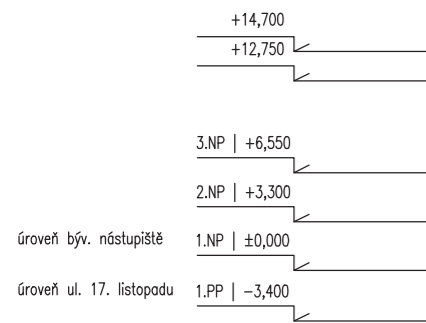 +14,700
+12,750
3.NP | +6,550
2.NP | +3,300
úroveň býv. nástupiště 1.NP | ±0,000
úroveň ul. 17. listopadu 1.PP | −3,400